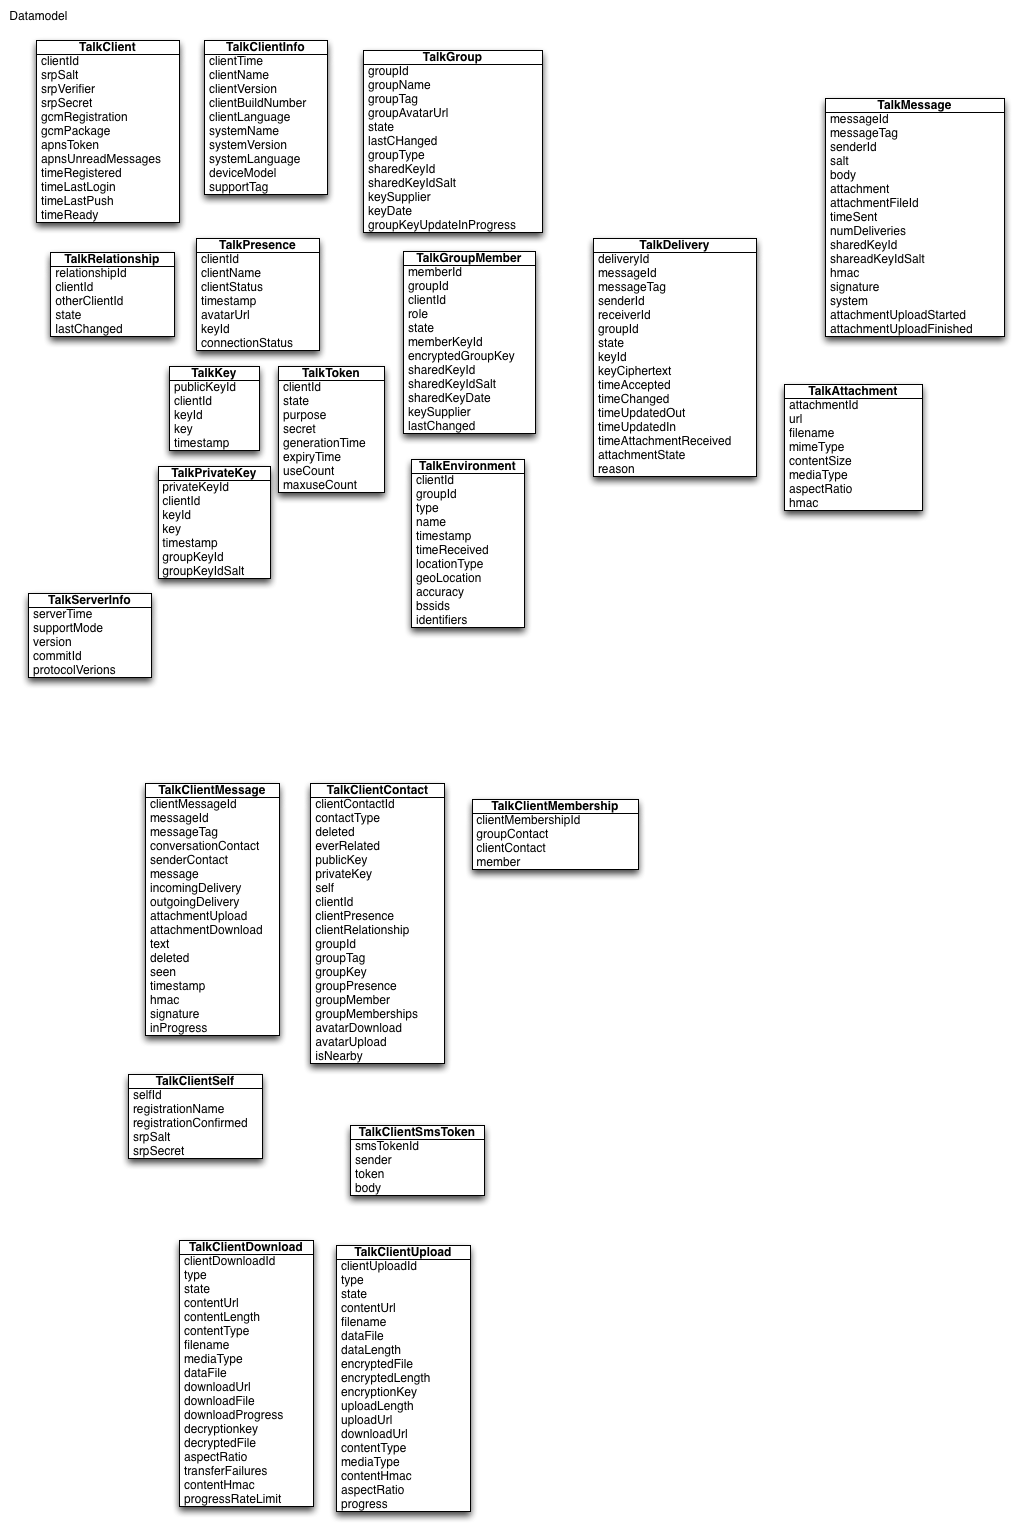 Datamodel
TalkClient
clientId
srpSalt
srpVerifier
srpSecret
gcmRegistration
gcmPackage
apnsToken
apnsUnreadMessages
timeRegistered
timeLastLogin
timeLastPush
timeReady
TalkClientInfo
clientTime
clientName
clientVersion
clientBuildNumber
clientLanguage
systemName
systemVersion
systemLanguage
deviceModel
supportTag
TalkGroup
groupId
groupName
groupTag
groupAvatarUrl
state
lastCHanged
groupType
sharedKeyId
sharedKeyIdSalt
keySupplier
keyDate
groupKeyUpdateInProgress
TalkMessage
messageId
messageTag
senderId
salt
body
attachment
attachmentFileId
timeSent
numDeliveries
sharedKeyId
shareadKeyIdSalt
hmac
signature
system
attachmentUploadStarted
attachmentUploadFinished
TalkRelationship
relationshipId
clientId
otherClientId
state
lastChanged
TalkPresence
clientId
clientName
clientStatus
timestamp
avatarUrl
keyId
connectionStatus
TalkGroupMember
memberId
groupId
clientId
role
state
memberKeyId
encryptedGroupKey
sharedKeyId
sharedKeyIdSalt
sharedKeyDate
keySupplier
lastChanged
TalkDelivery
deliveryId
messageId
messageTag
senderId
receiverId
groupId
state
keyId
keyCiphertext
timeAccepted
timeChanged
timeUpdatedOut
timeUpdatedIn
timeAttachmentReceived
attachmentState
reason
TalkKey
publicKeyId
clientId
keyId
key
timestamp
TalkToken
clientId
state
purpose
secret
generationTime
expiryTime
useCount
maxuseCount
TalkAttachment
attachmentId
url
filename
mimeType
contentSize
mediaType
aspectRatio
hmac
TalkPrivateKey
privateKeyId
clientId
keyId
key
timestamp
groupKeyId
groupKeyIdSalt
TalkEnvironment
clientId
groupId
type
name
timestamp
timeReceived
locationType
geoLocation
accuracy
bssids
identifiers
TalkServerInfo
serverTime
supportMode
version
commitId
protocolVerions
TalkClientMessage
clientMessageId
messageId
messageTag
conversationContact
senderContact
message
incomingDelivery
outgoingDelivery
attachmentUpload
attachmentDownload
text
deleted
seen
timestamp
hmac
signature
inProgress
TalkClientContact
clientContactId
contactType
deleted
everRelated
publicKey
privateKey
self
clientId
clientPresence
clientRelationship
groupId
groupTag
groupKey
groupPresence
groupMember
groupMemberships
avatarDownload
avatarUpload
isNearby
TalkClientMembership
clientMembershipId
groupContact
clientContact
member
TalkClientSelf
selfId
registrationName
registrationConfirmed
srpSalt
srpSecret
TalkClientSmsToken
smsTokenId
sender
token
body
TalkClientDownload
clientDownloadId
type
state
contentUrl
contentLength
contentType
filename
mediaType
dataFile
downloadUrl
downloadFile
downloadProgress
decryptionkey
decryptedFile
aspectRatio
transferFailures
contentHmac
progressRateLimit
TalkClientUpload
clientUploadId
type
state
contentUrl
filename
dataFile
dataLength
encryptedFile
encryptedLength
encryptionKey
uploadLength
uploadUrl
downloadUrl
contentType
mediaType
contentHmac
aspectRatio
progress